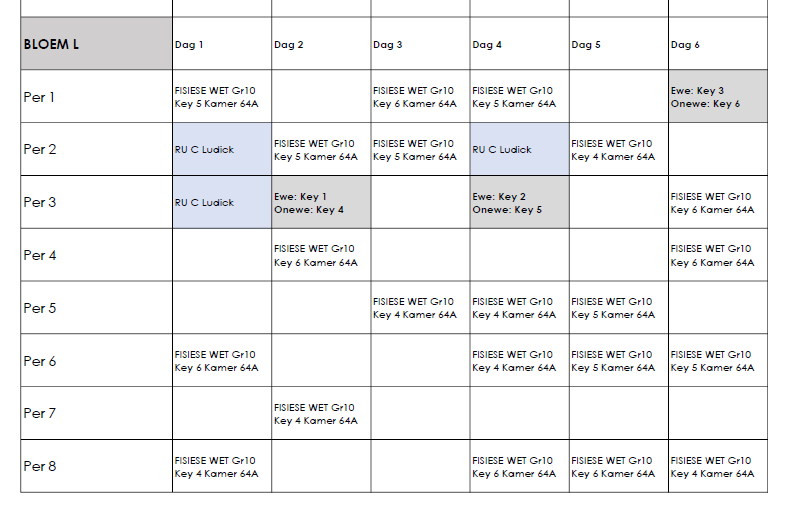 BLOEM L Dag 1 Dag 2 Dag 3 Dag 4 Dag 5 Dag 6
Per 1
FISIESE WET Gr10
Key 5 Kamer 64A
FISIESE WET Gr10
Key 6 Kamer 64A
FISIESE WET Gr10
Key 5 Kamer 64A
Ewe: Key 3
Onewe: Key 6
Per 2
RU C Ludick
FISIESE WET Gr10
Key 5 Kamer 64A
FISIESE WET Gr10
Key 5 Kamer 64A
RU C Ludick
FISIESE WET Gr10
Key 4 Kamer 64A
Per 3
RU C Ludick
Ewe: Key 1
Onewe: Key 4
Ewe: Key 2
Onewe: Key 5
FISIESE WET Gr10
Key 6 Kamer 64A
Per 4
FISIESE WET Gr10
Key 6 Kamer 64A
FISIESE WET Gr10
Key 6 Kamer 64A
Per 5
FISIESE WET Gr10
Key 4 Kamer 64A
FISIESE WET Gr10
Key 4 Kamer 64A
FISIESE WET Gr10
Key 5 Kamer 64A
Per 6
FISIESE WET Gr10
Key 6 Kamer 64A
FISIESE WET Gr10
Key 4 Kamer 64A
FISIESE WET Gr10
Key 5 Kamer 64A
FISIESE WET Gr10
Key 5 Kamer 64A
Per 7
FISIESE WET Gr10
Key 4 Kamer 64A
Per 8
FISIESE WET Gr10
Key 4 Kamer 64A
FISIESE WET Gr10
Key 6 Kamer 64A
FISIESE WET Gr10
Key 6 Kamer 64A
FISIESE WET Gr10
Key 4 Kamer 64A